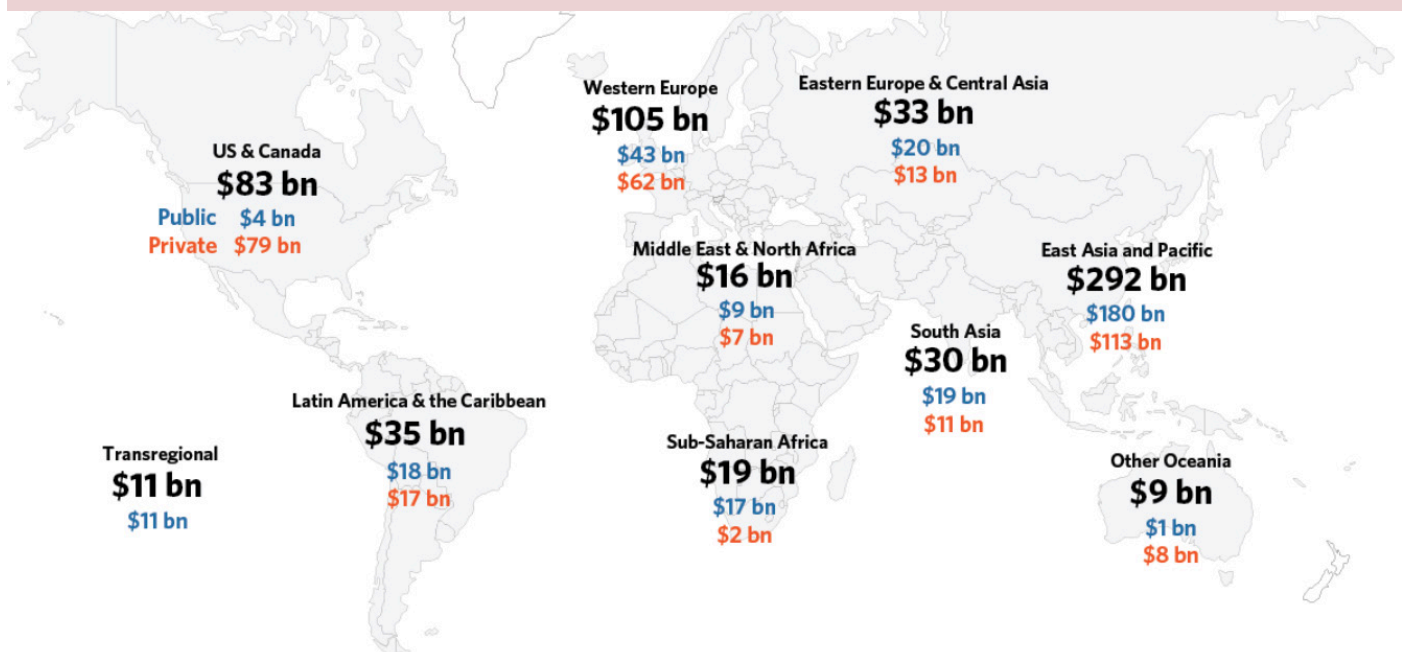 US & Canada
$83 bn
Public $4 bn
Private $79 bn
Western Europe
$105 bn
$43 bn
$62 bn
Eastern Europe & Central Asia
$33 bn
$20 bn
$13 bn
Middle East & North Africa
$16 bn
$9 bn
$7 bn
East Asia and Pacific
$292 bn
$180 bn
$113 bn
South Asia
$30 bn
$19 bn
$11 bn
Latin America & the Caribbean
$35 bn
$18 bn
$17 bn
Transregional
$11 bn
$11 bn
Sub-Saharan Africa
$19 bn
$17 bn
$2 bn
Other Oceania
$9 bn
$1 bn
$8 bn